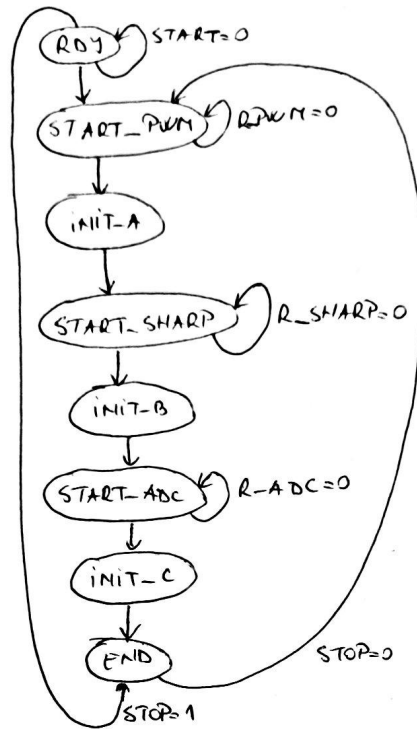 RDY
START=0
START_PWM
RPWM=0
INIT_A
START_SHARP
R_SHARP=0
INIT_B
START_ADC
R_ADC=0
INIT_C
END
STOP=0
STOP=1